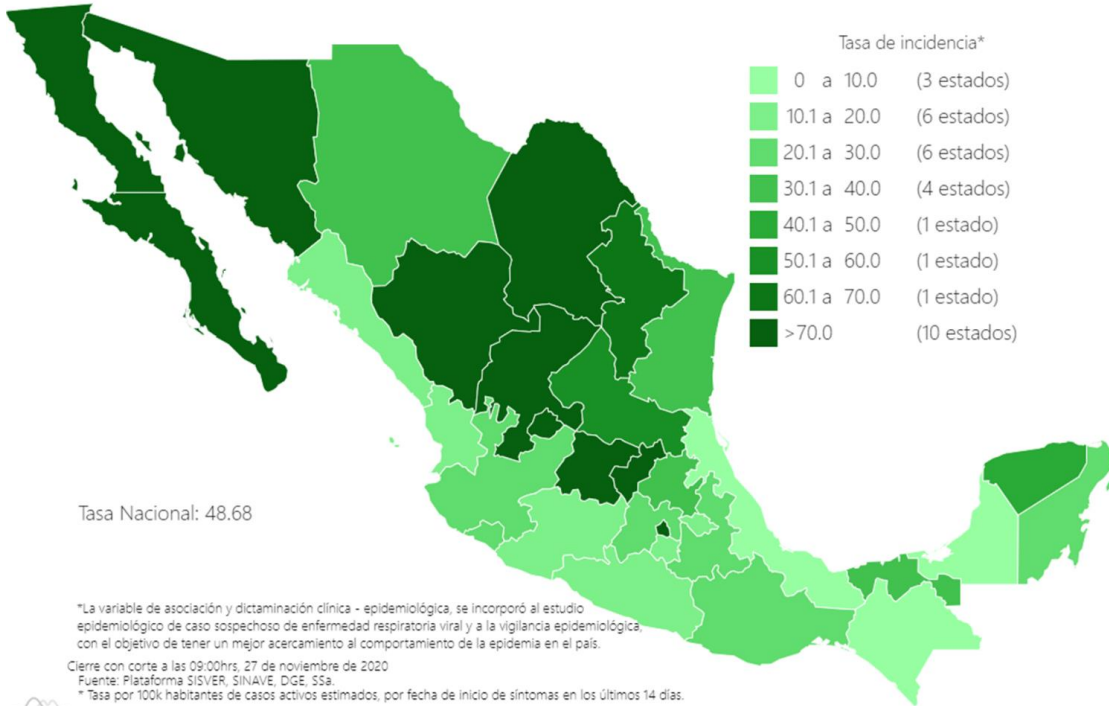 Tasa de incidencia*
0 a 10.0 (3 estados)
10.1 a 20.0 (6 estados)
20.1 a 30.0 (6 estados)
30.1 a 40.0 (4 estados)
40.1 a 50.0 (1 estado)
50.1 a 60.0 (1 estado)
60.1 a 70.0 (1 estado)
>70.0 (10 estados)
Tasa Nacional: 48.68
*La variable de asociación y dictaminación clínica - epidemiológica, se incorporó al estudio
epidemiológico de caso sospechoso de enfermedad respiratoria viral y a la vigilancia epidemiológica,
con el objetivo de tener un mejor acercamiento al comportamiento de la epidemia en el país.
Cierre con corte a las 09:00hrs, 27 de noviembre de 2020
Fuente: Plataforma SISVER, SINAVE, DGE, SSa.
* Tasa por 100k habitantes de casos activos estimados, por fecha de inicio de síntomas en los últimos 14 días.